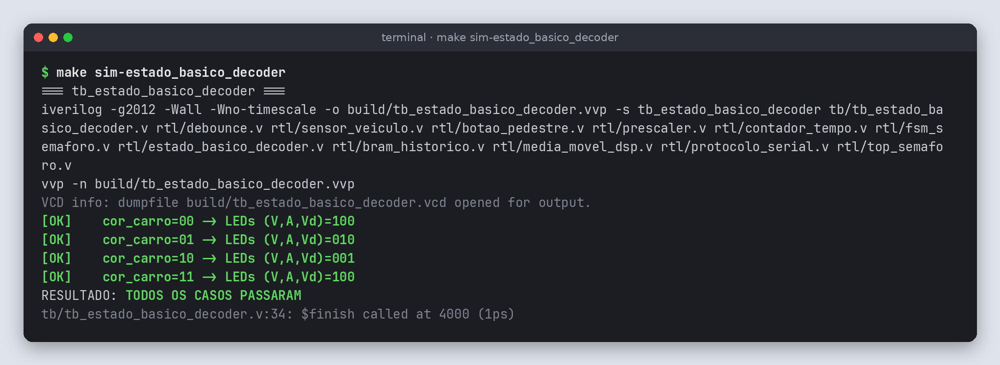 terminal · make sim-estado_basico_decoder
$ make sim-estado_basico_decoder
=== tb_estado_basico_decoder ===
iverilog -g2012 -Wall -Wno-timescale -o build/tb_estado_basico_decoder.vvp -s tb_estado_basico_decoder tb/tb_estado_ba
sico_decoder.v rtl/debounce.v rtl/sensor_veiculo.v rtl/botao_pedestre.v rtl/prescaler.v rtl/contador_tempo.v rtl/fsm_s
emaforo.v rtl/estado_basico_decoder.v rtl/bram_historico.v rtl/media_movel_dsp.v rtl/protocolo_serial.v rtl/top_semafo
ro.v
vvp -n build/tb_estado_basico_decoder.vvp
VCD info: dumpfile build/tb_estado_basico_decoder.vcd opened for output.
[OK]    cor_carro=00 -> LEDs (V,A,Vd)=100
[OK]    cor_carro=01 -> LEDs (V,A,Vd)=010
[OK]    cor_carro=10 -> LEDs (V,A,Vd)=001
[OK]    cor_carro=11 -> LEDs (V,A,Vd)=100
RESULTADO: TODOS OS CASOS PASSARAM
tb/tb_estado_basico_decoder.v:34: $finish called at 4000 (1ps)